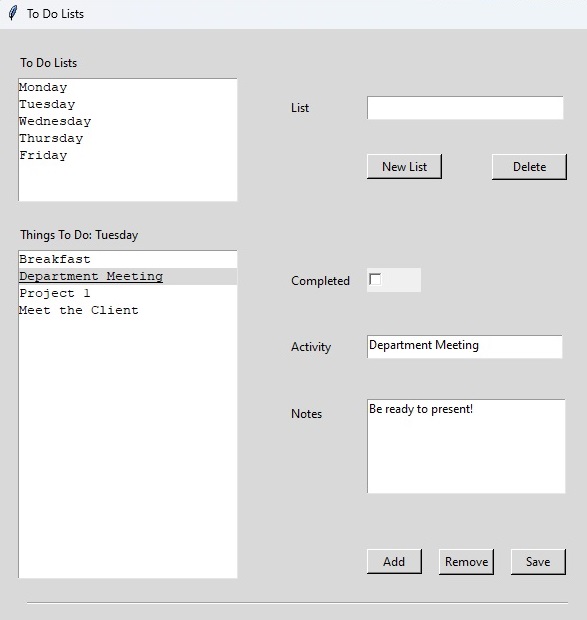 To Do Lists
To Do Lists
Monday
Tuesday
Wednesday
Thursday
Friday
List
New List
Delete
Things To Do: Tuesday
Breakfast
Department Meeting
Project 1
Meet the Client
Completed
Activity
Department Meeting
Notes
Be ready to present!
Add
Remove
Save